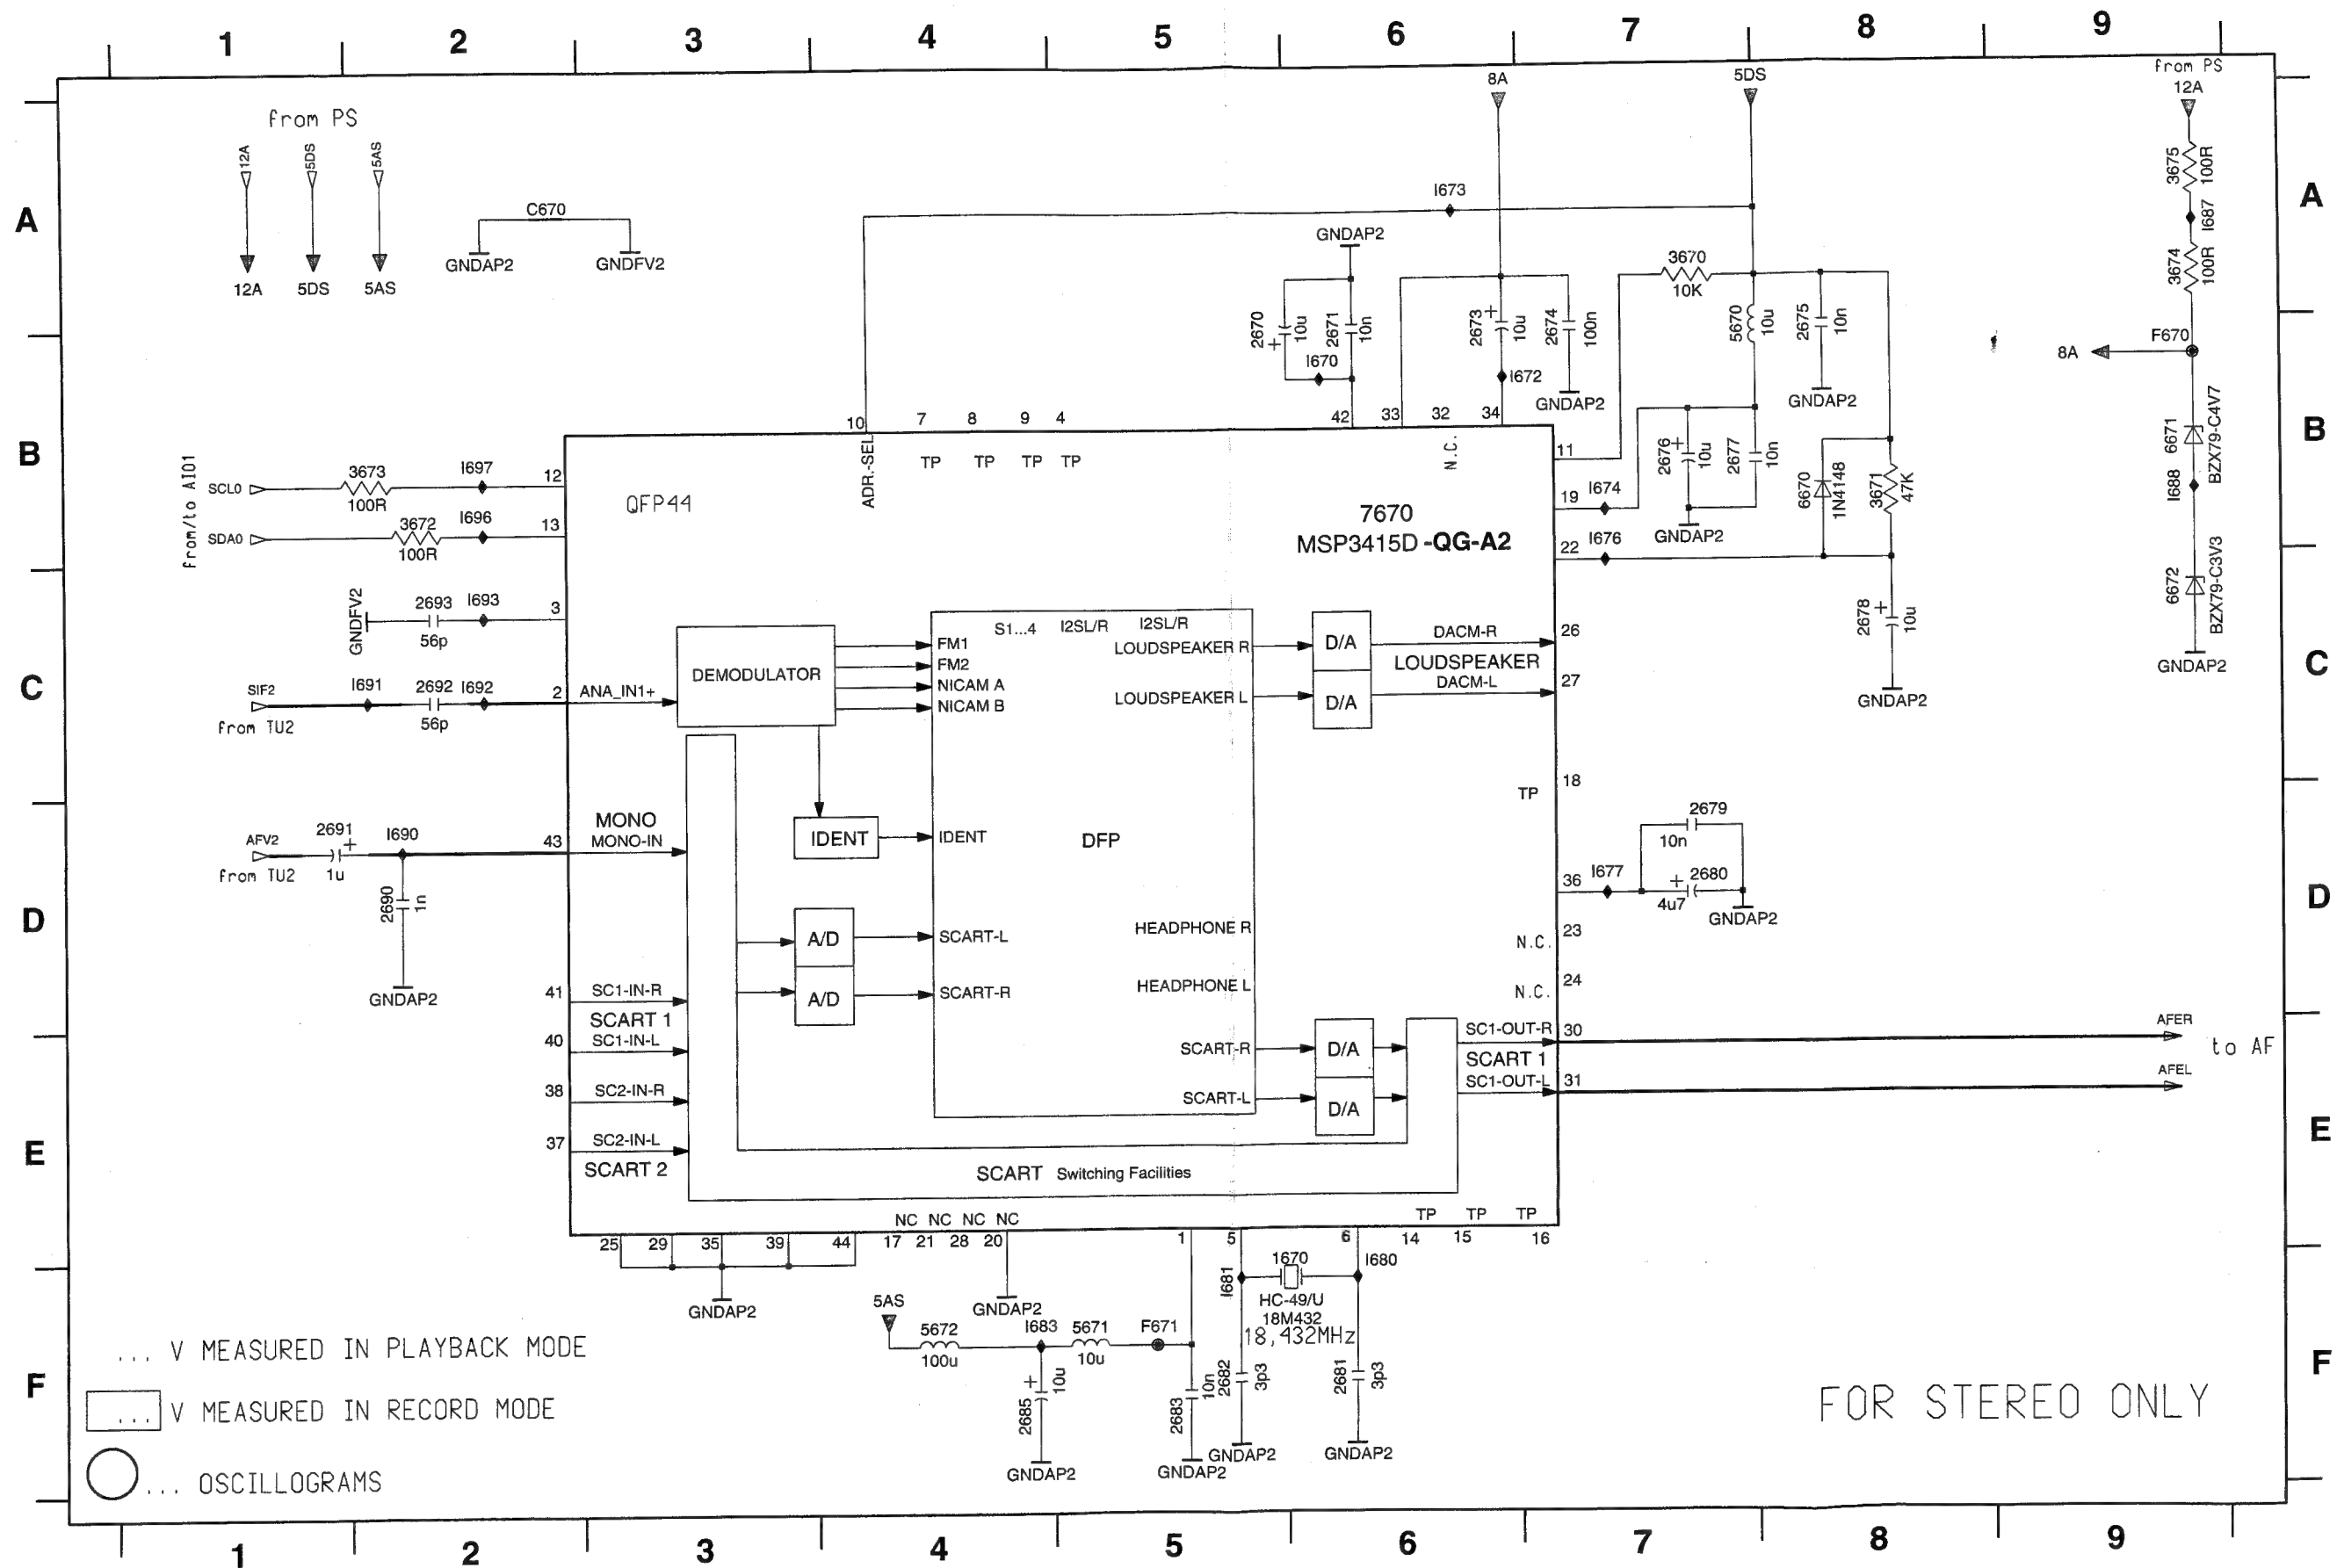 1 2 3 4 5 6 7 8 9
A
B
C
D
E
F
from PS
12A 5DS 5AS
12A 5DS 5AS
C670
GNDAP2 GNDFV2
8A
5DS
from PS
12A
3675
100R
I687
3674
100R
F670
8A
6671
BZX79-C4V7
I688
6672
BZX79-C3V3
GNDAP2
I673
GNDAP2
2670
10u
+
2671
10n
I670
2673
+
10u
2674
100n
I672
GNDAP2
3670
10K
5670
10u
2675
10n
GNDAP2
2676
+
10u
2677
10n
GNDAP2
6670
1N4148
3671
47K
2678
+
10u
GNDAP2
10 7 8 9 4 42 33 32 34
ADR.-SEL
TP TP TP TP
N.C.
from/to AIO1
SCL0
3673
100R
I697
12
SDA0
3672
100R
I696
13
GNDFV2
2693
56p
I693
3
SIF2
from TU2
I691
2692
56p
I692
2
AFV2
from TU2
2691
+
1u
I690
43
2690
1n
GNDAP2
QFP44
7670
MSP3415D -QG-A2
11
19 I674
22 I676
ANA_IN1+
DEMODULATOR
FM1
FM2
NICAM A
NICAM B
S1...4 I2SL/R I2SL/R
LOUDSPEAKER R
LOUDSPEAKER L
D/A
D/A
DACM-R
LOUDSPEAKER
DACM-L
26
27
TP
18
MONO
MONO-IN
IDENT
IDENT
DFP
2679
10n
36 I677
+
2680
4u7
GNDAP2
A/D
A/D
SCART-L
SCART-R
HEADPHONE R
HEADPHONE L
N.C.
23
N.C.
24
41 SC1-IN-R
SCART 1
40 SC1-IN-L
38 SC2-IN-R
37 SC2-IN-L
SCART 2
SCART-R
SCART-L
D/A
D/A
SC1-OUT-R 30
SCART 1
SC1-OUT-L 31
AFER
AFEL
to AF
SCART Switching Facilities
NC NC NC NC
TP TP TP
25 29 35 39 44 17 21 28 20 1 5 6 14 15 16
GNDAP2
GNDAP2
I681
1670
HC-49/U
18M432
18,432MHz
I680
5AS
5672
100u
I683
5671
10u
F671
2685
+
10u
GNDAP2
2683
10n
GNDAP2
2682
3p3
GNDAP2
2681
3p3
GNDAP2
... V MEASURED IN PLAYBACK MODE
... V MEASURED IN RECORD MODE
... OSCILLOGRAMS
FOR STEREO ONLY
A
B
C
D
E
F
1 2 3 4 5 6 7 8 9